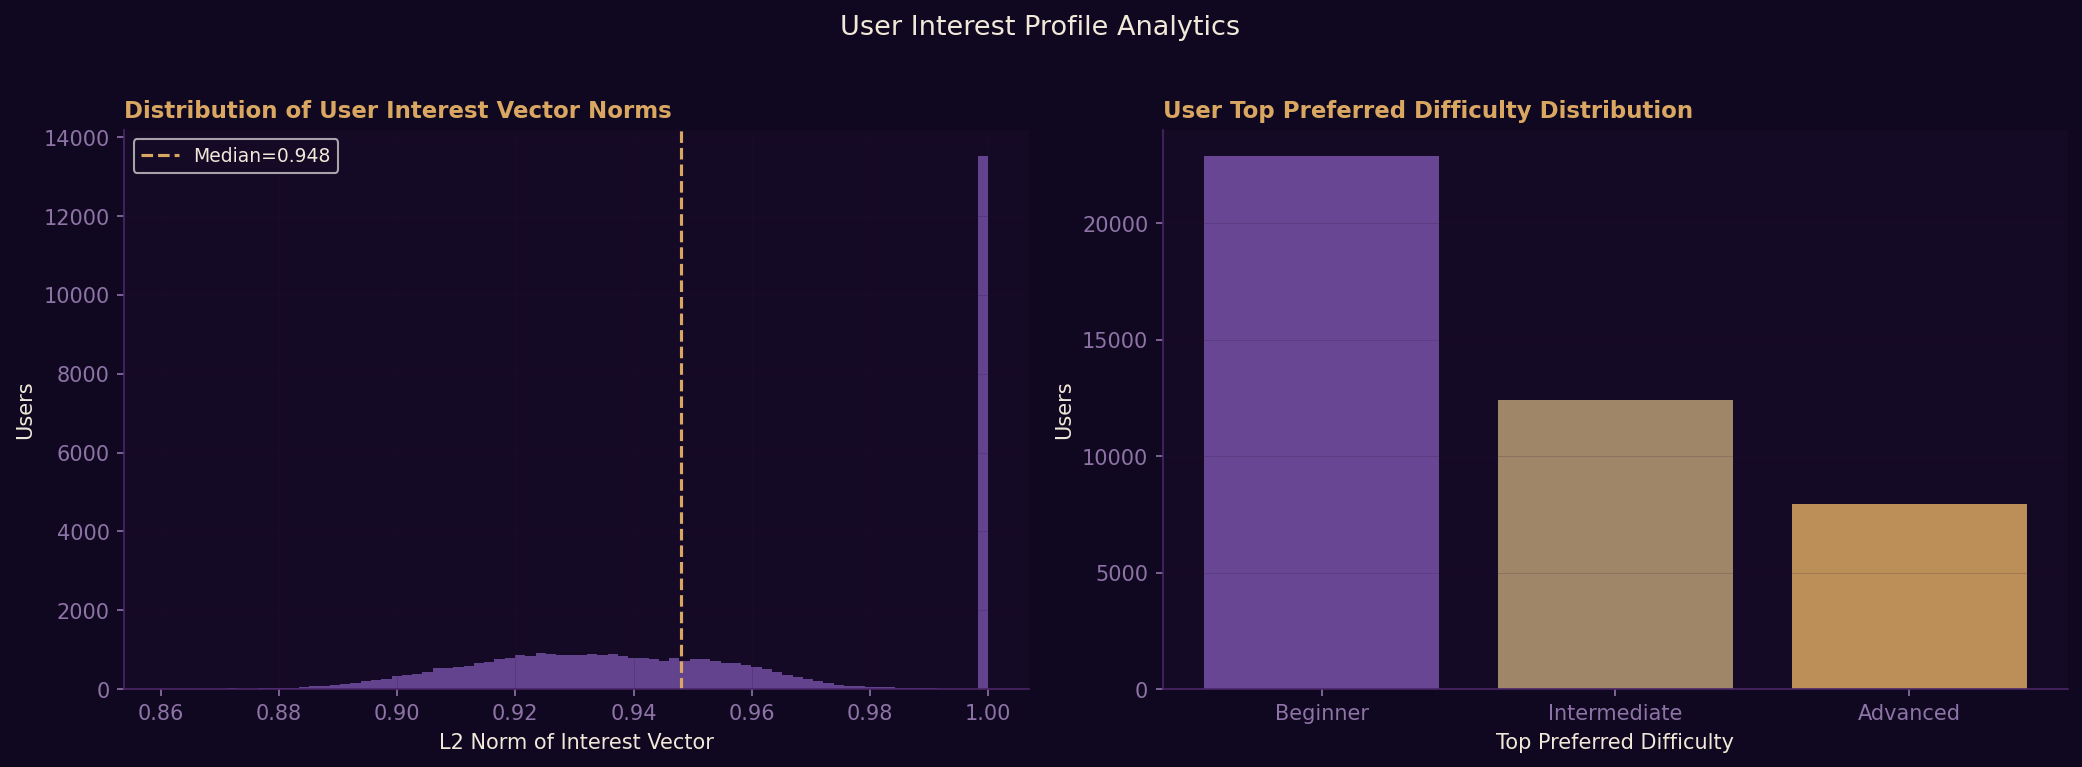 User Interest Profile Analytics
Distribution of User Interest Vector Norms
Median=0.948
14000
12000
10000
8000
6000
4000
2000
0
Users
0.86 0.88 0.90 0.92 0.94 0.96 0.98 1.00
L2 Norm of Interest Vector
User Top Preferred Difficulty Distribution
20000
15000
10000
5000
0
Users
Beginner Intermediate Advanced
Top Preferred Difficulty